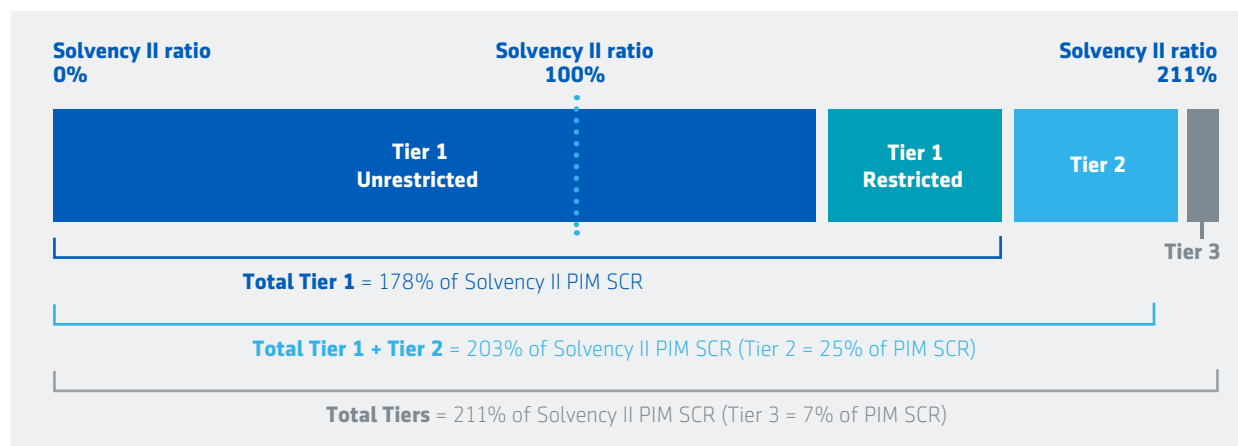 Solvency II ratio
0%
Solvency II ratio
100%
Solvency II ratio
211%
Tier 1
Unrestricted
Tier 1
Restricted
Tier 2
Tier 3
Total Tier 1 = 178% of Solvency II PIM SCR
Total Tier 1 + Tier 2 = 203% of Solvency II PIM SCR (Tier 2 = 25% of PIM SCR)
Total Tiers = 211% of Solvency II PIM SCR (Tier 3 = 7% of PIM SCR)